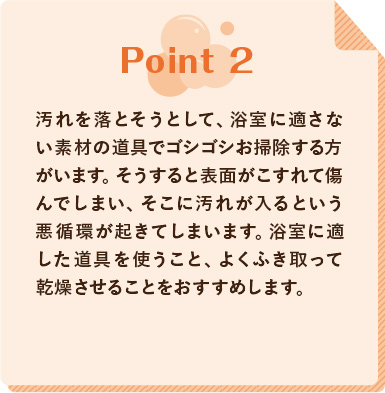 Point 2
汚れを落とそうとして、浴室に適さな
い素材の道具でゴシゴシお掃除する方
がいます。そうすると表面がこすれて傷
んでしまい、そこに汚れが入るという
悪循環が起きてしまいます。浴室に適
した道具を使うこと、よくふき取って
乾燥させることをおすすめします。